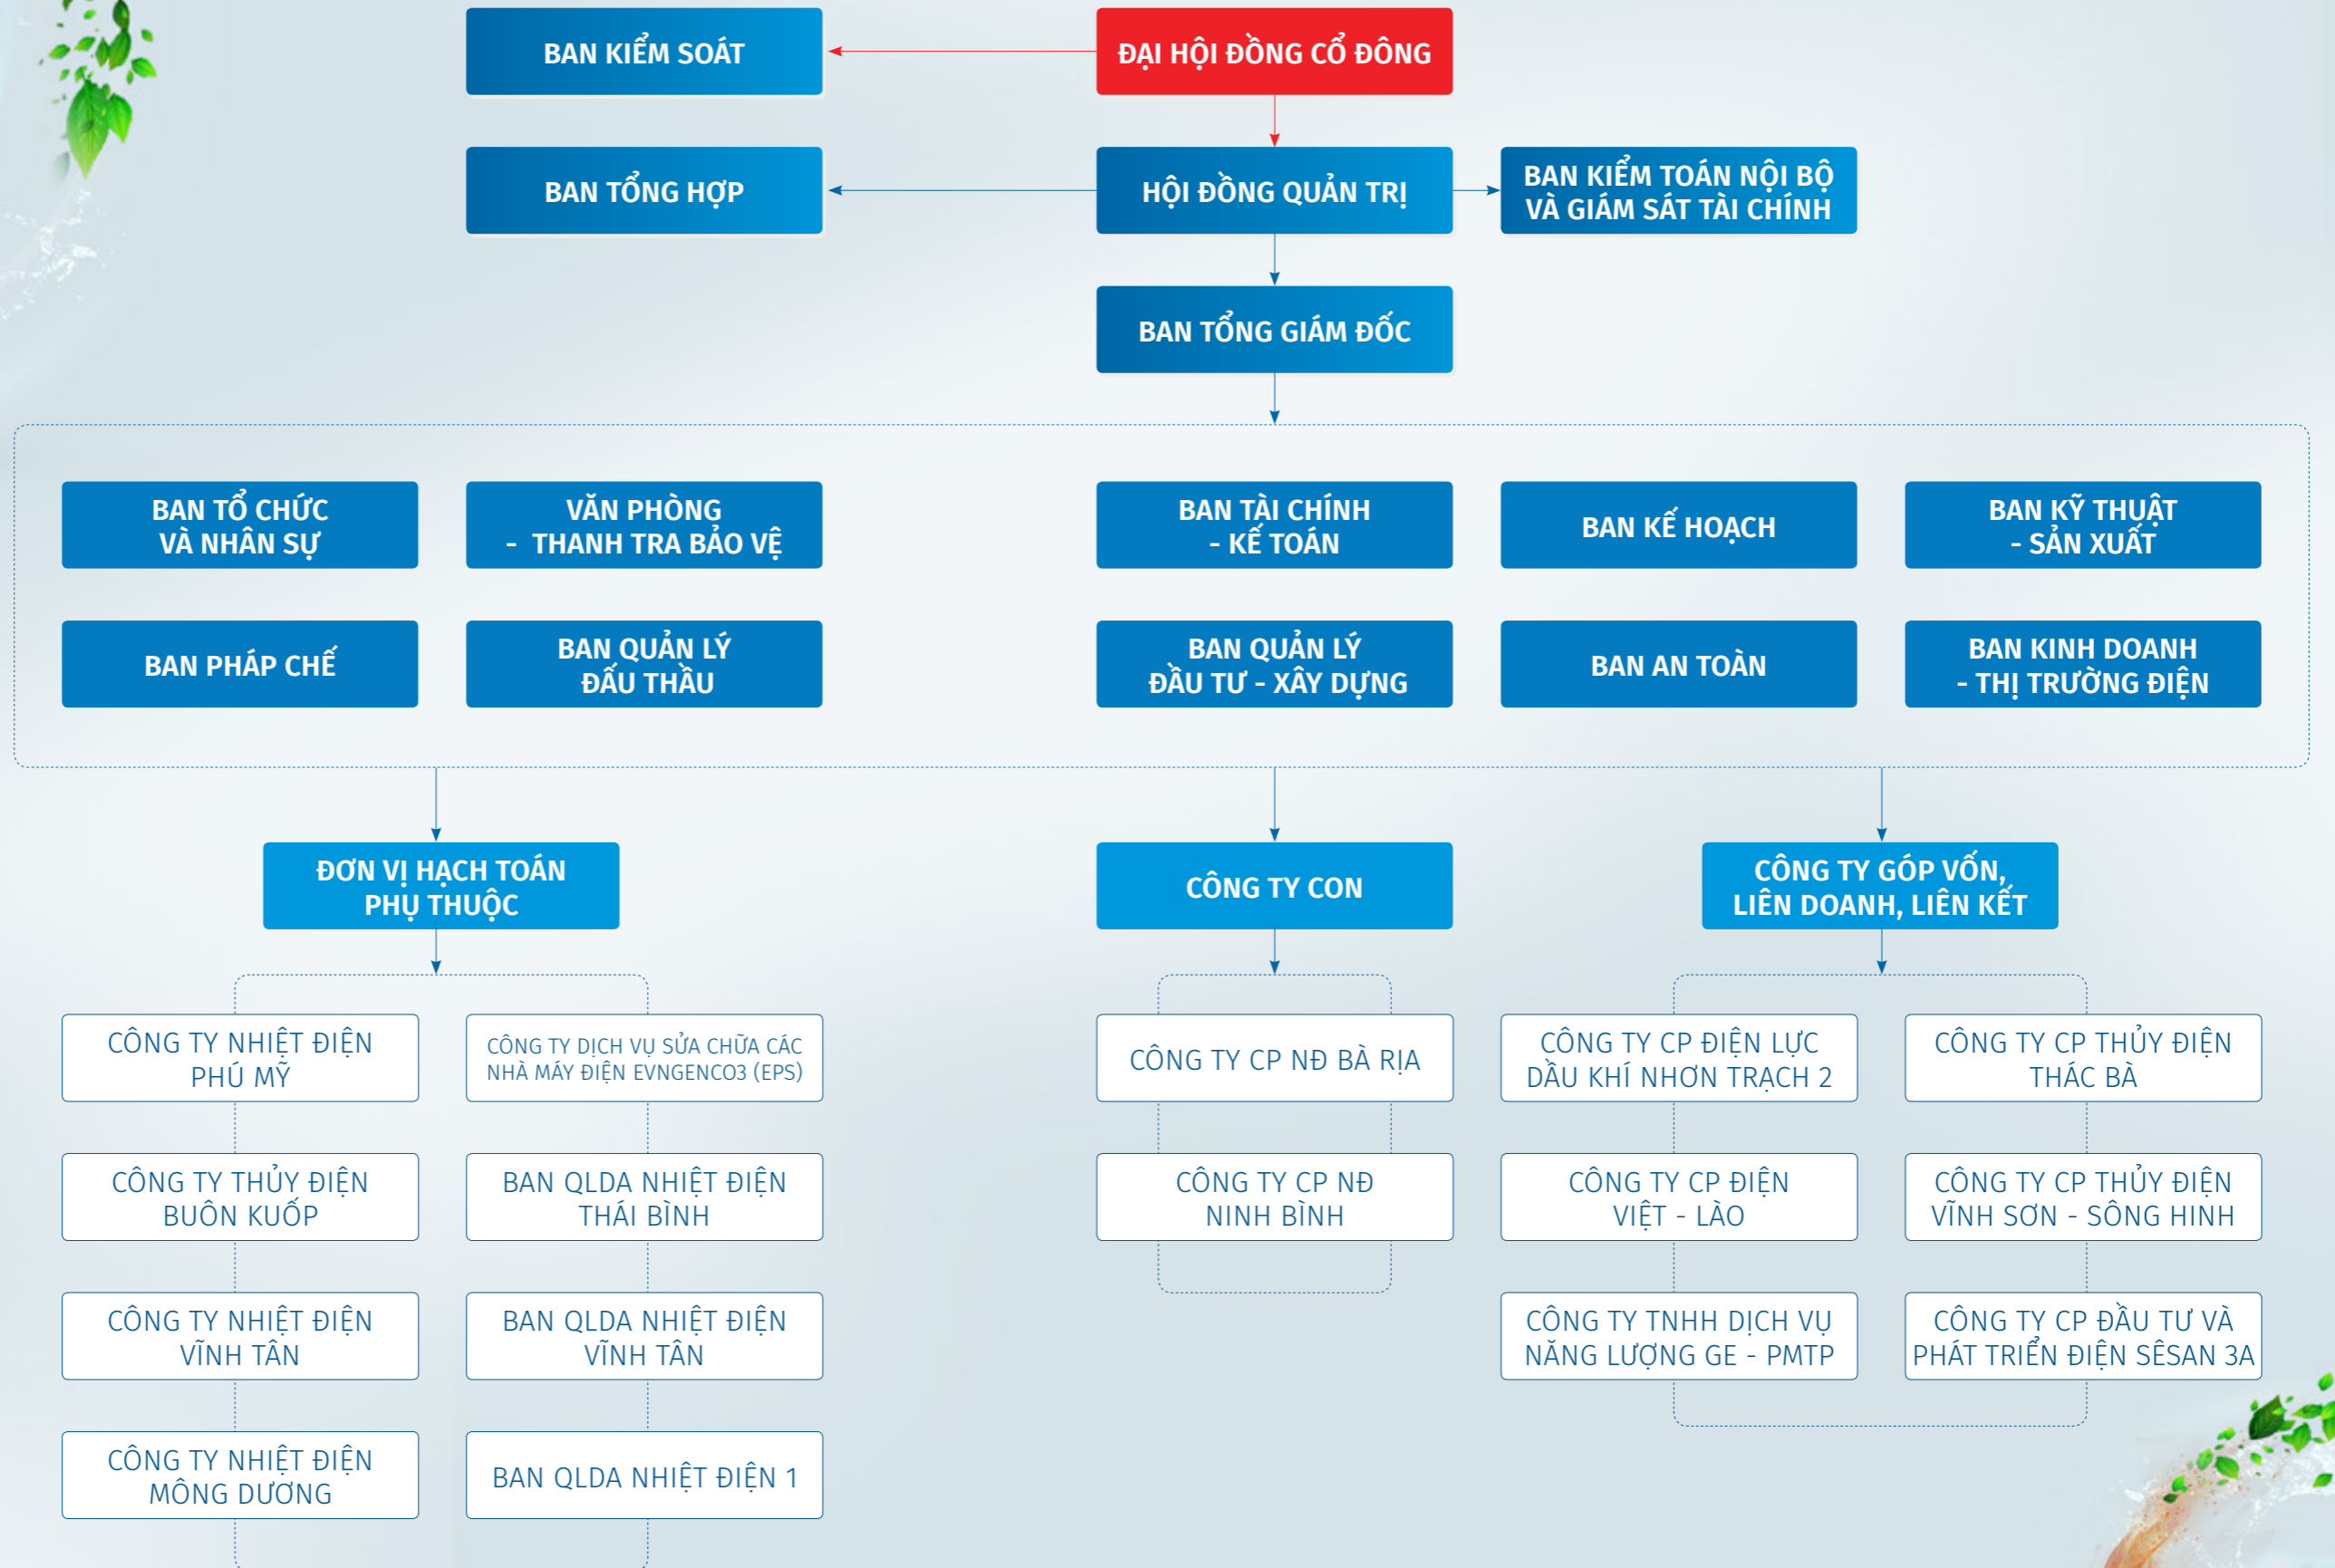 BAN KIỂM SOÁT
ĐẠI HỘI ĐỒNG CỔ ĐÔNG
BAN TỔNG HỢP
HỘI ĐỒNG QUẢN TRỊ
BAN KIỂM TOÁN NỘI BỘ
VÀ GIÁM SÁT TÀI CHÍNH
BAN TỔNG GIÁM ĐỐC
BAN TỔ CHỨC
VÀ NHÂN SỰ
VĂN PHÒNG
- THANH TRA BẢO VỆ
BAN TÀI CHÍNH
- KẾ TOÁN
BAN KẾ HOẠCH
BAN KỸ THUẬT
- SẢN XUẤT
BAN PHÁP CHẾ
BAN QUẢN LÝ
ĐẤU THẦU
BAN QUẢN LÝ
ĐẦU TƯ - XÂY DỰNG
BAN AN TOÀN
BAN KINH DOANH
- THỊ TRƯỜNG ĐIỆN
ĐƠN VỊ HẠCH TOÁN
PHỤ THUỘC
CÔNG TY CON
CÔNG TY GÓP VỐN,
LIÊN DOANH, LIÊN KẾT
CÔNG TY NHIỆT ĐIỆN
PHÚ MỸ
CÔNG TY DỊCH VỤ SỬA CHỮA CÁC
NHÀ MÁY ĐIỆN EVNGENCO3 (EPS)
CÔNG TY CP NĐ BÀ RỊA
CÔNG TY CP ĐIỆN LỰC
DẦU KHÍ NHƠN TRẠCH 2
CÔNG TY CP THỦY ĐIỆN
THÁC BÀ
CÔNG TY THỦY ĐIỆN
BUÔN KUỐP
BAN QLDA NHIỆT ĐIỆN
THÁI BÌNH
CÔNG TY CP NĐ
NINH BÌNH
CÔNG TY CP ĐIỆN
VIỆT - LÀO
CÔNG TY CP THỦY ĐIỆN
VĨNH SƠN - SÔNG HINH
CÔNG TY NHIỆT ĐIỆN
VĨNH TÂN
BAN QLDA NHIỆT ĐIỆN
VĨNH TÂN
CÔNG TY TNHH DỊCH VỤ
NĂNG LƯỢNG GE - PMTP
CÔNG TY CP ĐẦU TƯ VÀ
PHÁT TRIỂN ĐIỆN SÊSAN 3A
CÔNG TY NHIỆT ĐIỆN
MÔNG DƯƠNG
BAN QLDA NHIỆT ĐIỆN 1